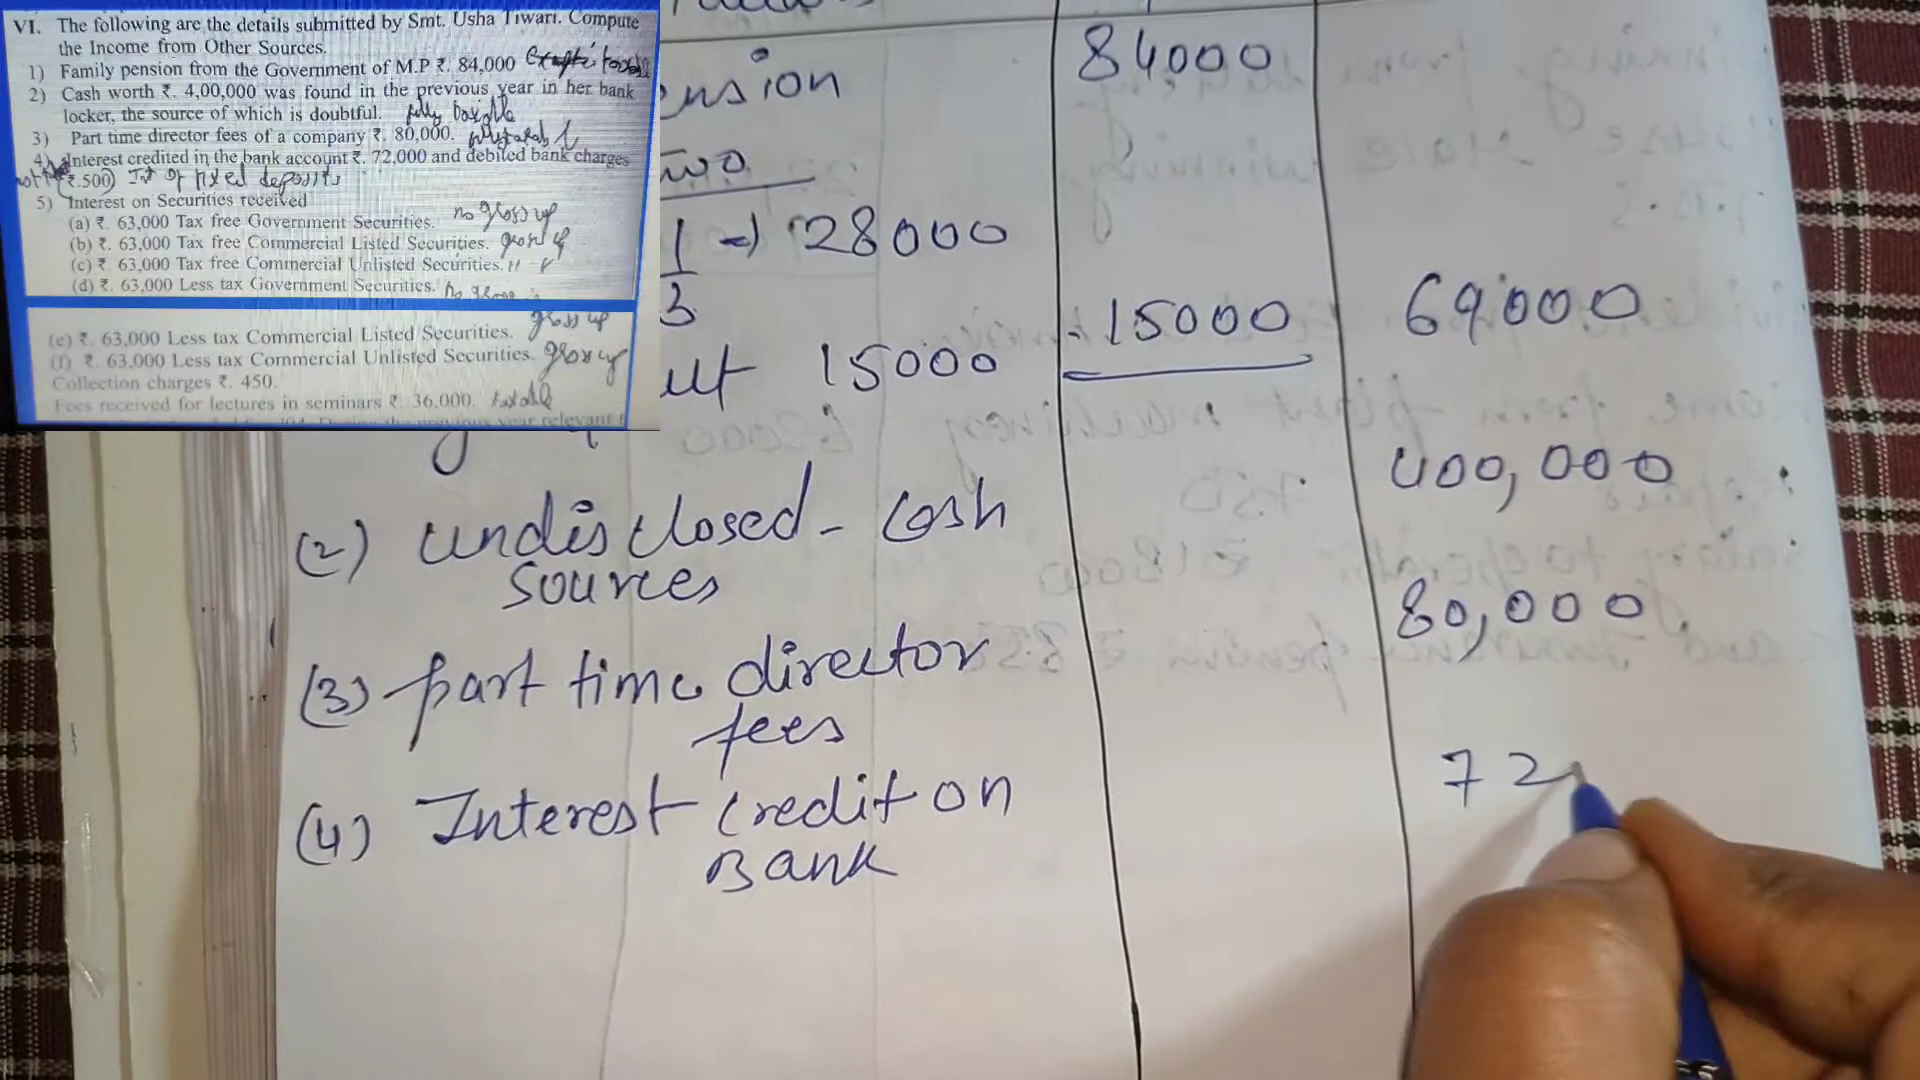 VI. The following are the details submitted by Smt. Usha Tiwari. Compute
the Income from Other Sources.
1) Family pension from the Government of M.P ₹. 84,000 taxable
2) Cash worth ₹. 4,00,000 was found in the previous year in her bank
locker, the source of which is doubtful. fully taxable
3) Part time director fees of a company ₹. 80,000.
4) Interest credited in the bank account ₹. 72,000 and debited bank charges
₹.500) Int of fixed deposits
5) Interest on Securities received
(a) ₹. 63,000 Tax free Government Securities. no gross up
(b) ₹. 63,000 Tax free Commercial Listed Securities. gross up
(c) ₹. 63,000 Tax free Commercial Unlisted Securities.
(d) ₹. 63,000 Less tax Government Securities. no
(e) ₹. 63,000 Less tax Commercial Listed Securities. gross up
(f) ₹. 63,000 Less tax Commercial Unlisted Securities. gross up
Collection charges ₹. 450.
Fees received for lectures in seminars ₹. 36,000. taxable
84000
ension
1 28000
3
15000 69000
15000
400,000
(2) undisclosed - cash
sources
80,000
(3) part time director
fees
72
(4) Interest credit on
Bank